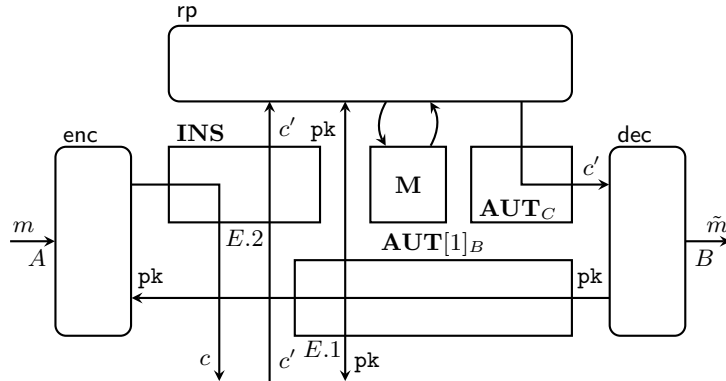 rp
enc
INS
c′
pk
M
AUT_C
c′
dec
m
A
E.2
AUT[1]_B
m̃
B
pk
pk
c
c′
E.1
pk